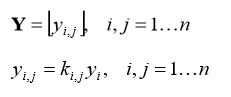 Y = ⌊y_{i,j}⌋, i, j = 1…n
y_{i,j} = k_{i,j} y_i, i, j = 1…n